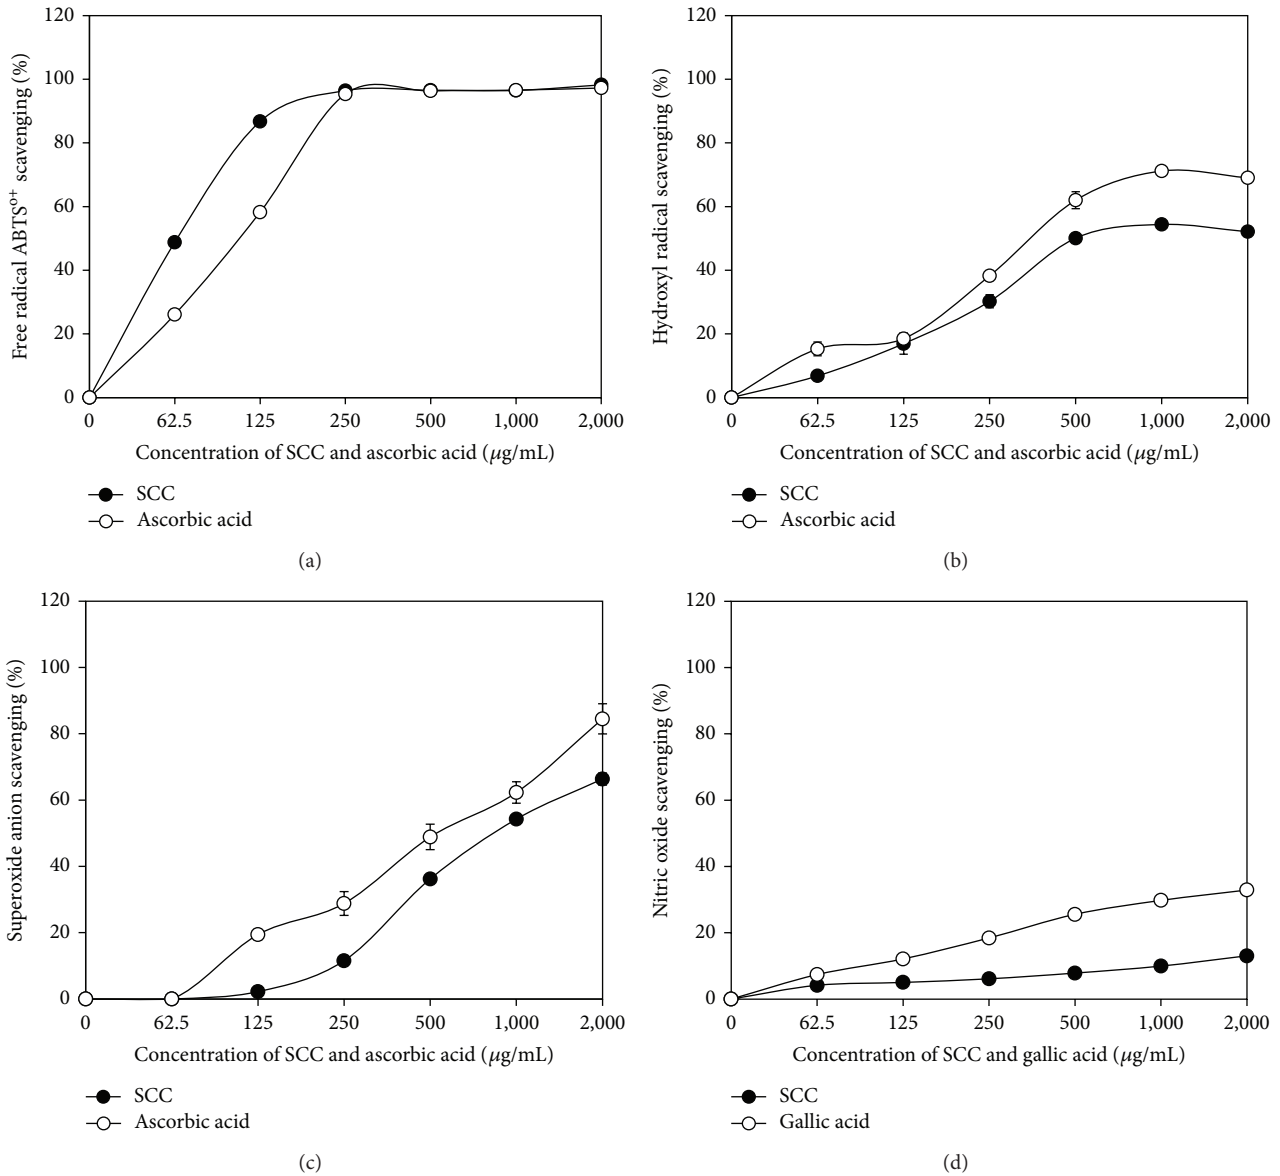 120
100
80
60
40
20
0
Free radical ABTS°⁺ scavenging (%)
0 62.5 125 250 500 1,000 2,000
Concentration of SCC and ascorbic acid (μg/mL)
SCC
Ascorbic acid
(a)
120
100
80
60
40
20
0
Hydroxyl radical scavenging (%)
0 62.5 125 250 500 1,000 2,000
Concentration of SCC and ascorbic acid (μg/mL)
SCC
Ascorbic acid
(b)
120
100
80
60
40
20
0
Superoxide anion scavenging (%)
0 62.5 125 250 500 1,000 2,000
Concentration of SCC and ascorbic acid (μg/mL)
SCC
Ascorbic acid
(c)
120
100
80
60
40
20
0
Nitric oxide scavenging (%)
0 62.5 125 250 500 1,000 2,000
Concentration of SCC and gallic acid (μg/mL)
SCC
Gallic acid
(d)